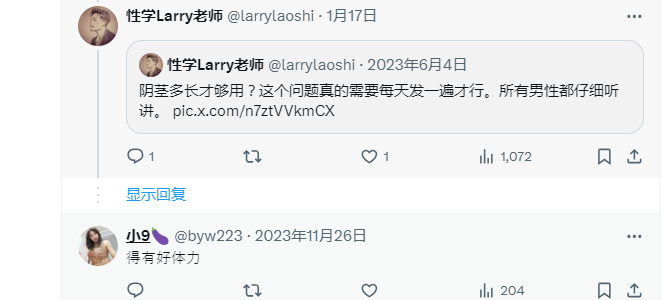 性学Larry老师 @larrylaoshi · 1月17日
性学Larry老师 @larrylaoshi · 2023年6月4日
阴茎多长才够用？这个问题真的需要每天发一遍才行。所有男性都仔细听
讲。 pic.x.com/n7ztVVkmCX
1 1 1,072
显示回复
小9🍆 @byw223 · 2023年11月26日
得有好体力
204